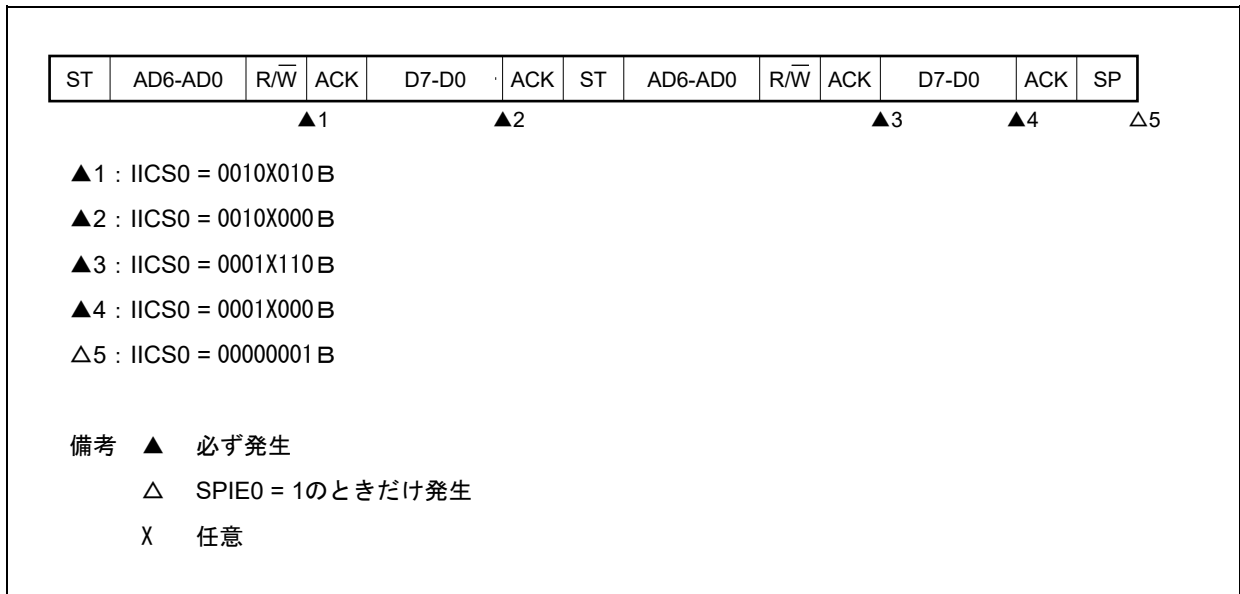 ST AD6-AD0 R/W̅ ACK D7-D0 ACK ST AD6-AD0 R/W̅ ACK D7-D0 ACK SP
▲1 ▲2 ▲3 ▲4 △5
▲1：IICS0 = 0010X010B
▲2：IICS0 = 0010X000B
▲3：IICS0 = 0001X110B
▲4：IICS0 = 0001X000B
△5：IICS0 = 00000001B
備考 ▲ 必ず発生
△ SPIE0 = 1のときだけ発生
X 任意